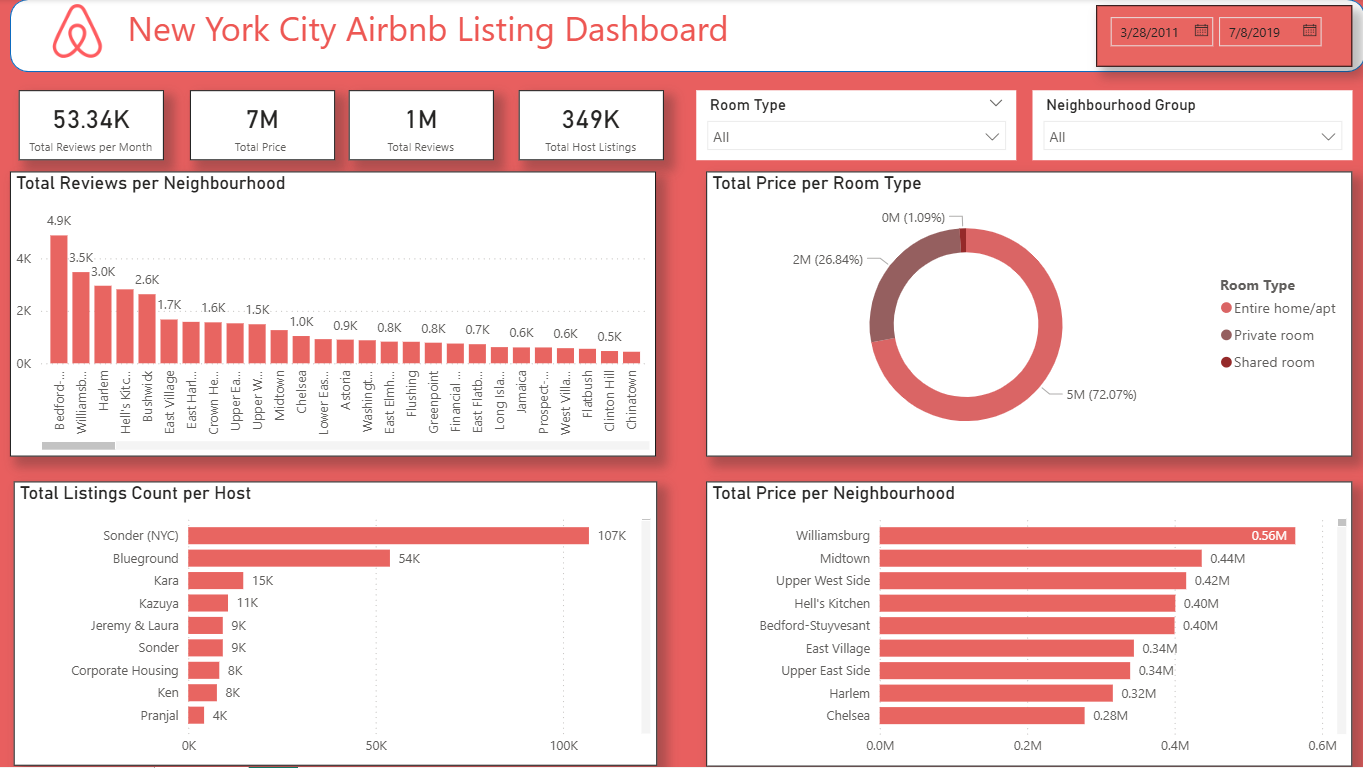 New York City Airbnb Listing Dashboard
3/28/2011
7/8/2019
53.34K
Total Reviews per Month
7M
Total Price
1M
Total Reviews
349K
Total Host Listings
Room Type
All
Neighbourhood Group
All
Total Reviews per Neighbourhood
4K
2K
0K
4.9K
3.5K
3.0K
2.6K
1.7K
1.6K
1.5K
1.0K
0.9K
0.8K
0.8K
0.7K
0.6K
0.6K
0.5K
Bedford-...
Williamsb...
Harlem
Hell's Kitc...
Bushwick
East Village
East Harl...
Crown He...
Upper Ea...
Upper W...
Midtown
Chelsea
Lower Eas...
Astoria
Washingt...
East Elmh...
Flushing
Greenpoint
Financial ...
East Flatb...
Long Isla...
Jamaica
Prospect-...
West Villa...
Flatbush
Clinton Hill
Chinatown
Total Price per Room Type
0M (1.09%)
2M (26.84%)
5M (72.07%)
Room Type
Entire home/apt
Private room
Shared room
Total Listings Count per Host
Sonder (NYC) 107K
Blueground 54K
Kara 15K
Kazuya 11K
Jeremy & Laura 9K
Sonder 9K
Corporate Housing 8K
Ken 8K
Pranjal 4K
0K 50K 100K
Total Price per Neighbourhood
Williamsburg 0.56M
Midtown 0.44M
Upper West Side 0.42M
Hell's Kitchen 0.40M
Bedford-Stuyvesant 0.40M
East Village 0.34M
Upper East Side 0.34M
Harlem 0.32M
Chelsea 0.28M
0.0M 0.2M 0.4M 0.6M